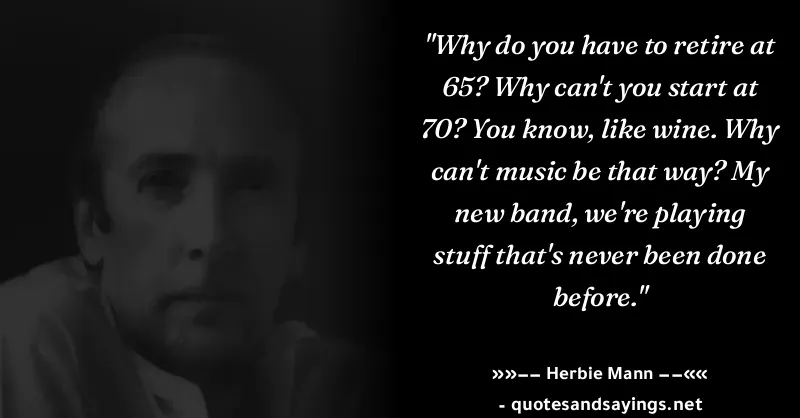 "Why do you have to retire at
65? Why can't you start at
70? You know, like wine. Why
can't music be that way? My
new band, we're playing
stuff that's never been done
before."
»»–– Herbie Mann ––««
- quotesandsayings.net